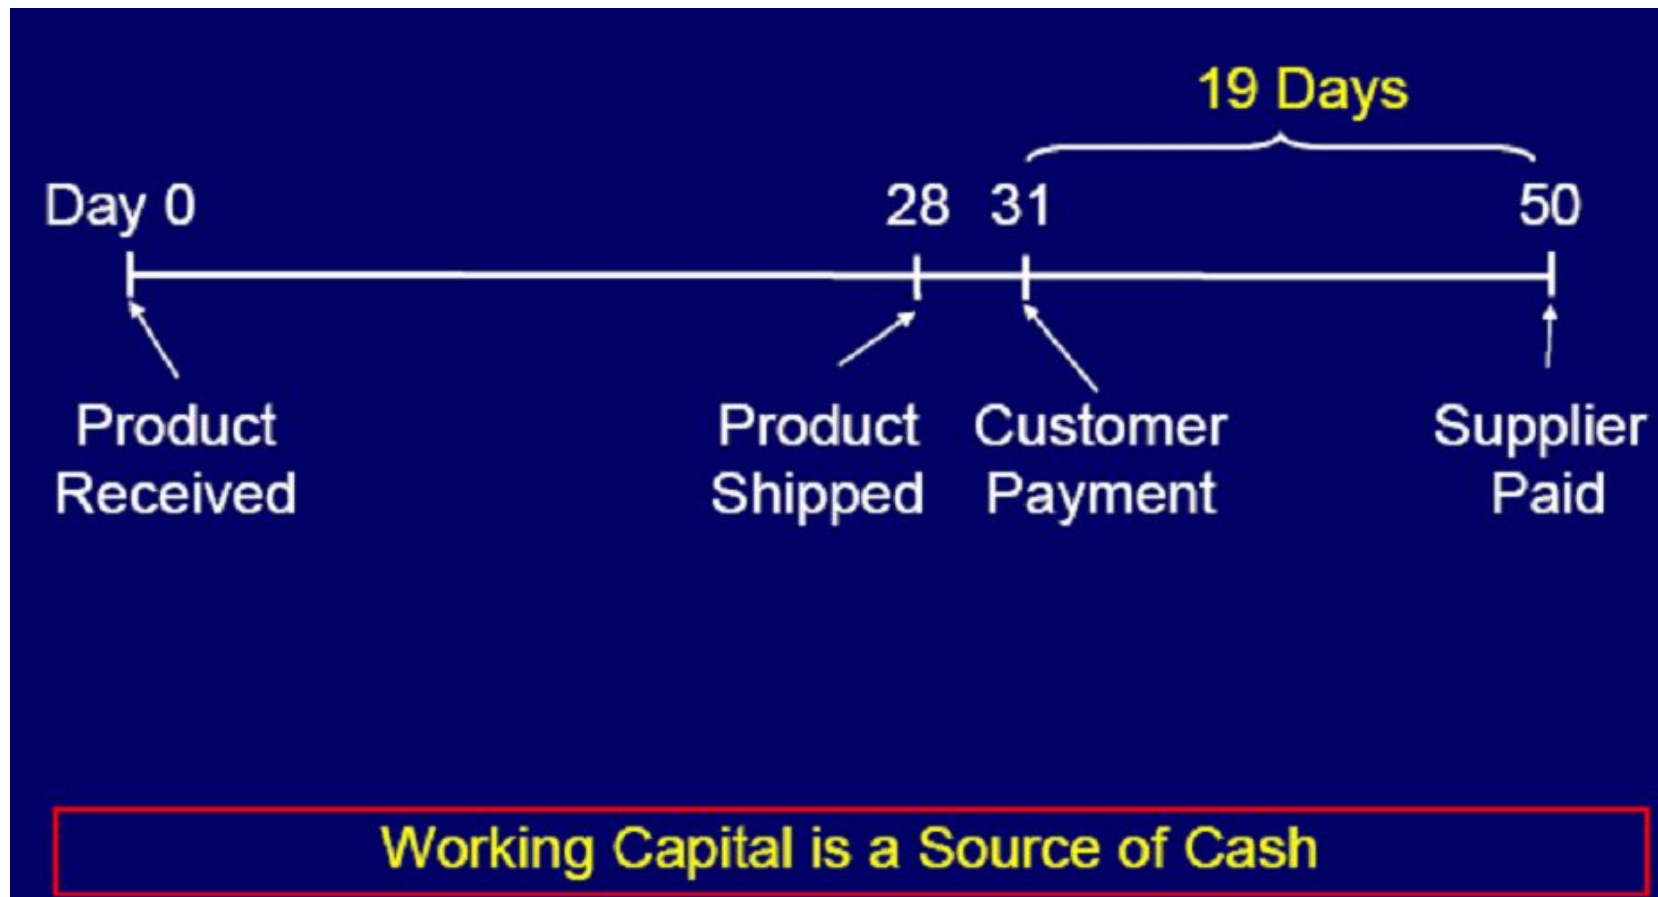 19 Days
Day 0 28 31 50
Product Product Customer Supplier
Received Shipped Payment Paid
Working Capital is a Source of Cash